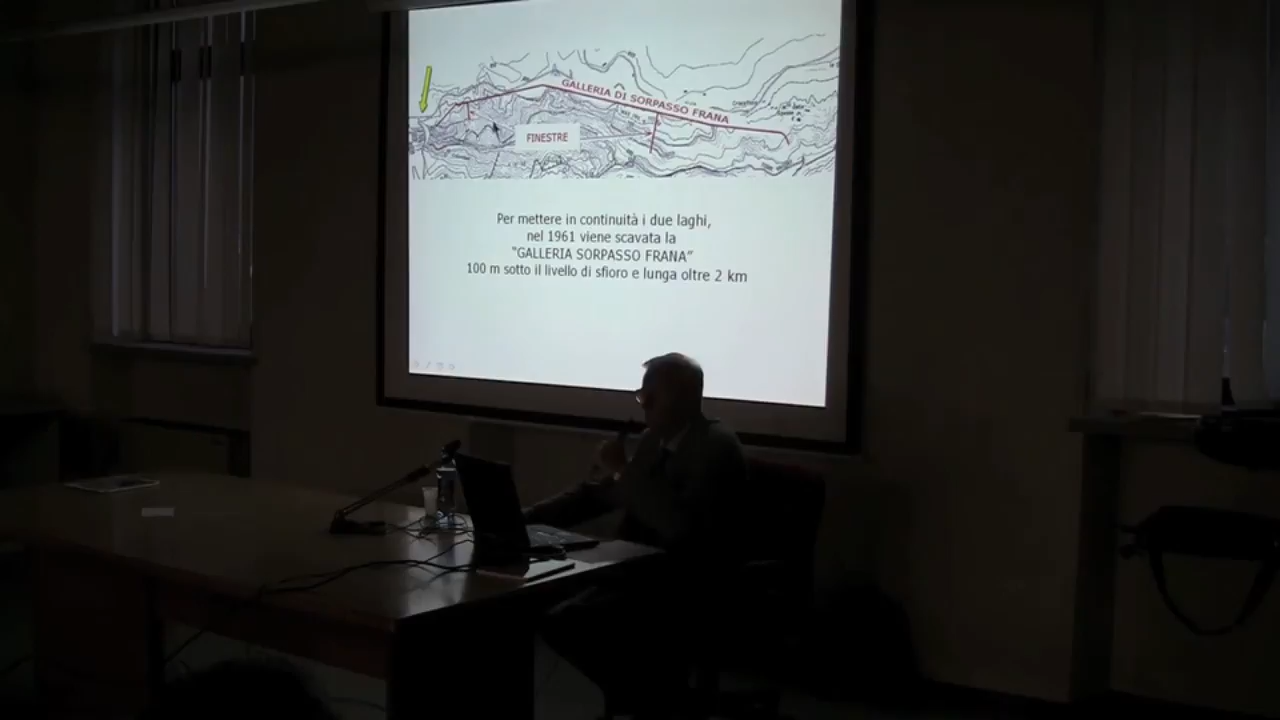 GALLERIA DI SORPASSO FRANA
FINESTRE
Per mettere in continuità i due laghi,
nel 1961 viene scavata la
“GALLERIA SORPASSO FRANA”
100 m sotto il livello di sfioro e lunga oltre 2 km